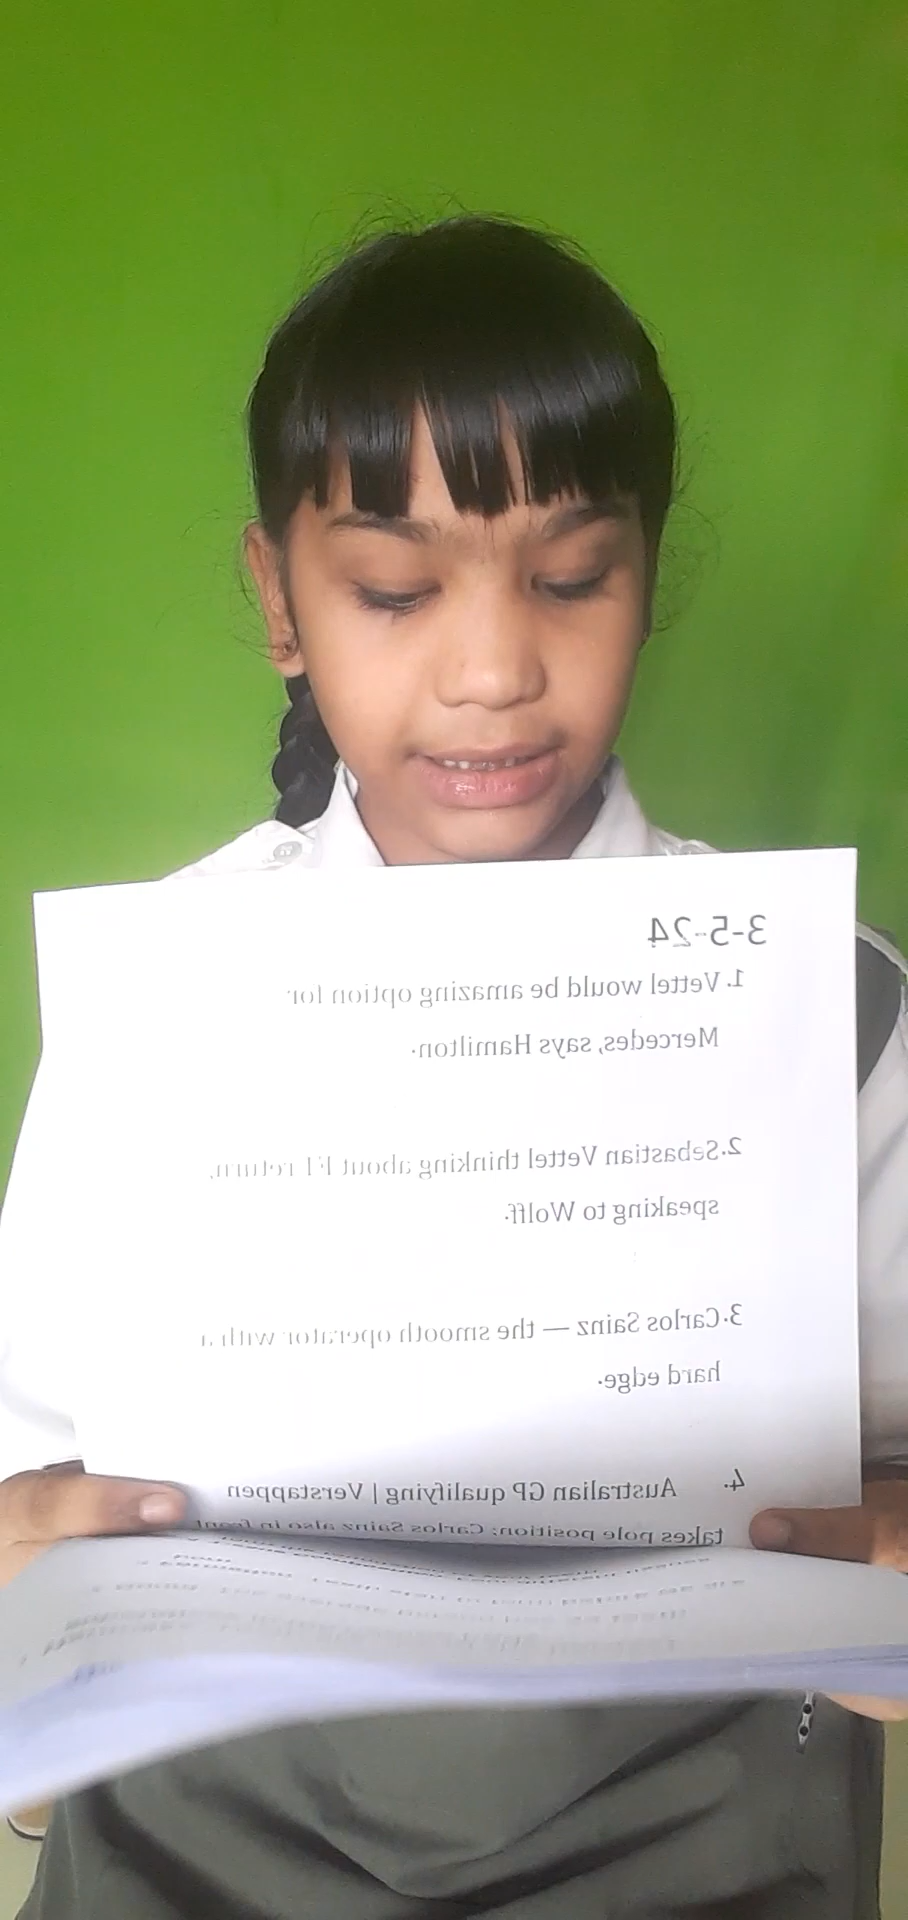 3-5-24
1. Vettel would be amazing option for
Mercedes, says Hamilton.
2.Sebastian Vettel thinking about F1 return,
speaking to Wolff.
3.Carlos Sainz — the smooth operator with a
hard edge.
4. Australian GP qualifying | Verstappen
takes pole position; Carlos Sainz also in front